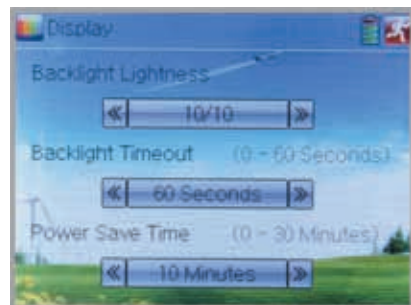 Display
Backlight Lightness
« 10/10 »
Backlight Timeout (0 - 60 Seconds)
« 60 Seconds »
Power Save Time (0 - 30 Minutes)
« 10 Minutes »